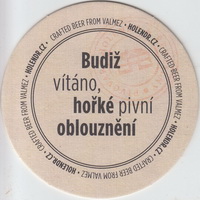 Budiž
vítáno,
hořké pivní
oblouznění
CRAFTED BEER FROM VALMEZ • HOLENDR.CZ • CRAFTED BEER FROM VALMEZ • HOLENDR.CZ • CRAFTED BEER FROM VALMEZ • HOLENDR.CZ •